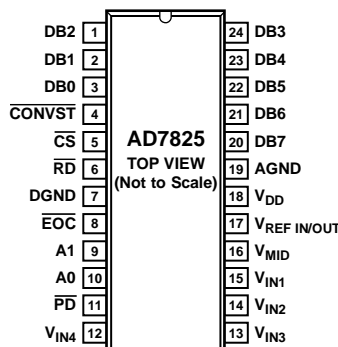 DB2 1 24 DB3
DB1 2 23 DB4
DB0 3 22 DB5
CONVST 4 21 DB6
CS 5 AD7825 20 DB7
RD 6 TOP VIEW 19 AGND
DGND 7 (Not to Scale) 18 VDD
EOC 8 17 VREF IN/OUT
A1 9 16 VMID
A0 10 15 VIN1
PD 11 14 VIN2
VIN4 12 13 VIN3